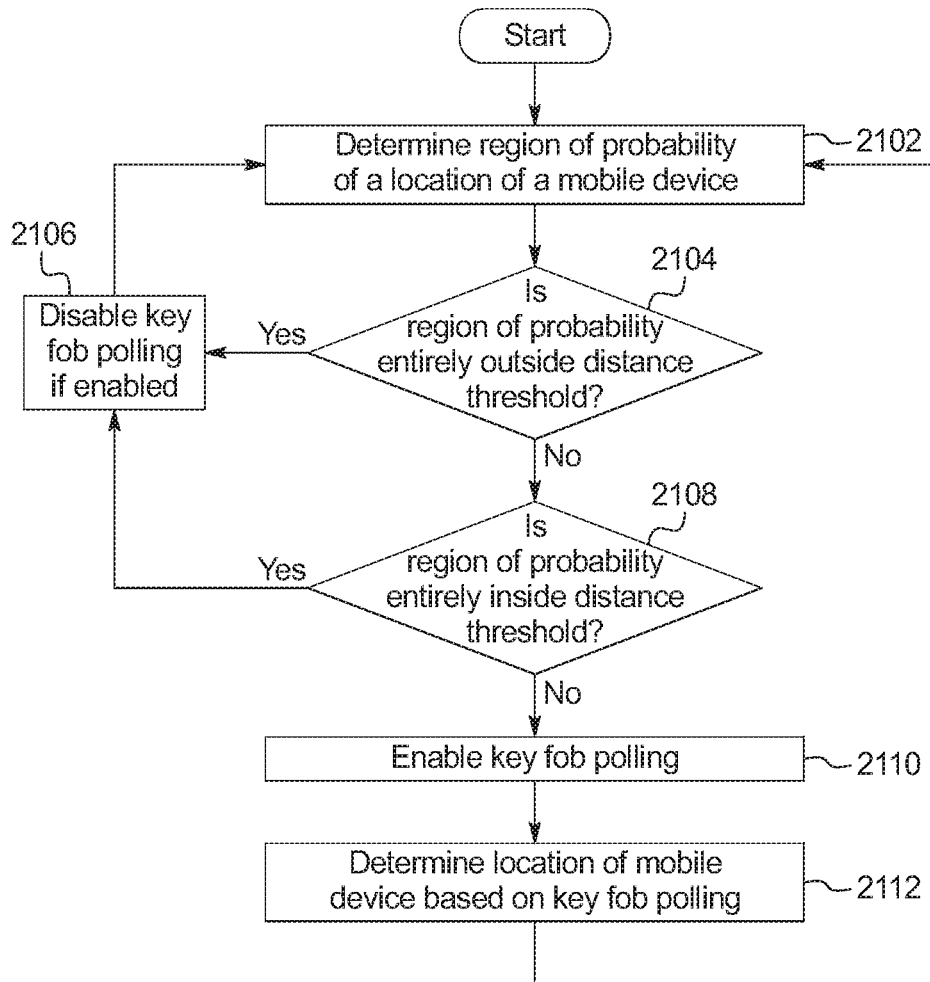 Start
Determine region of probability
of a location of a mobile device
2102
2106
Disable key
fob polling
if enabled
Yes
2104
Is
region of probability
entirely outside distance
threshold?
No
2108
Yes
Is
region of probability
entirely inside distance
threshold?
No
Enable key fob polling
2110
Determine location of mobile
device based on key fob polling
2112